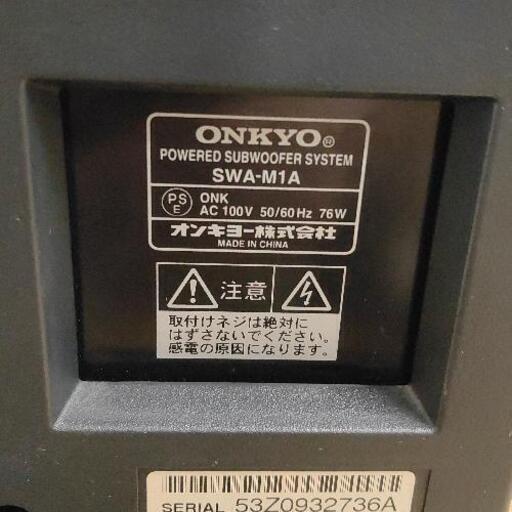 ONKYO®
POWERED SUBWOOFER SYSTEM
SWA-M1A
PS E
ONK
AC 100V 50/60Hz 76W
オンキヨー株式会社
MADE IN CHINA
注意
取付けネジは絶対に
はずさないでください。
感電の原因になります。
SERIAL 53Z0932736A